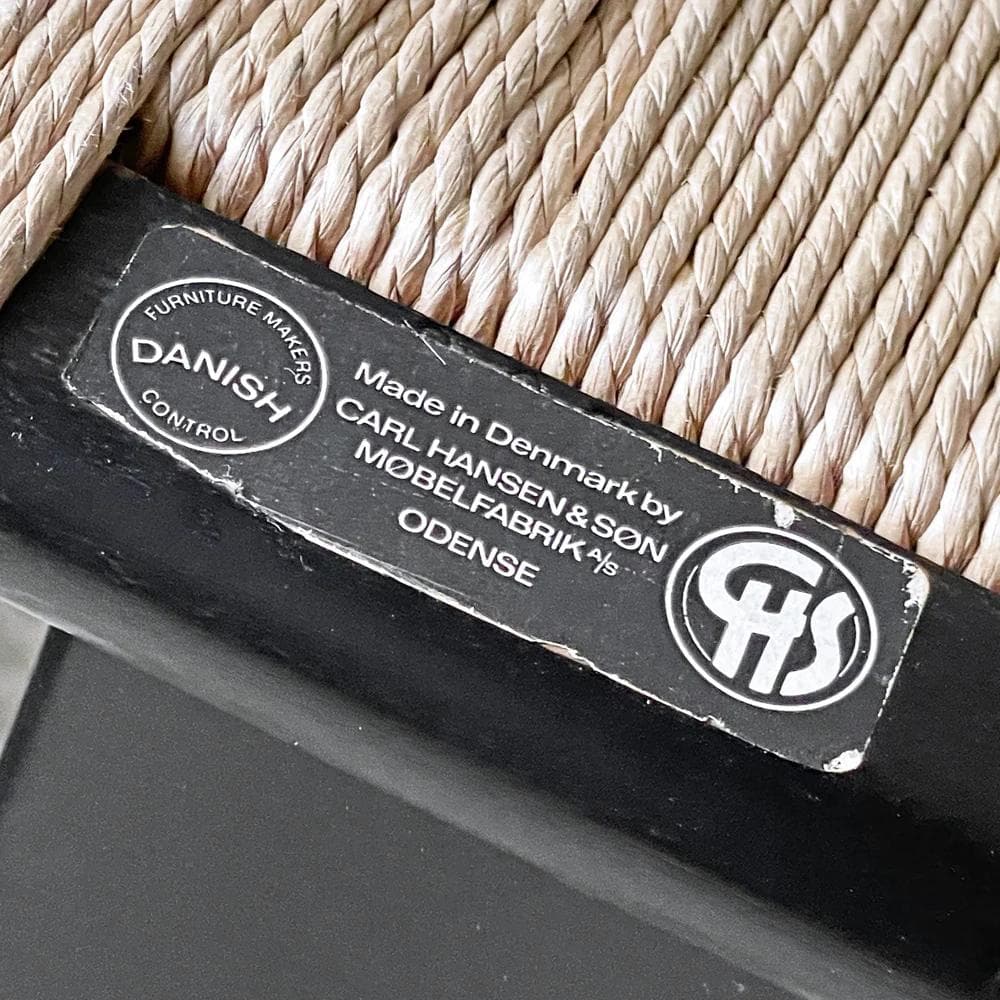 FURNITURE MAKERS
DANISH
CONTROL
Made in Denmark by
CARL HANSEN & SØN
MØBELFABRIK A/S
ODENSE
CHS